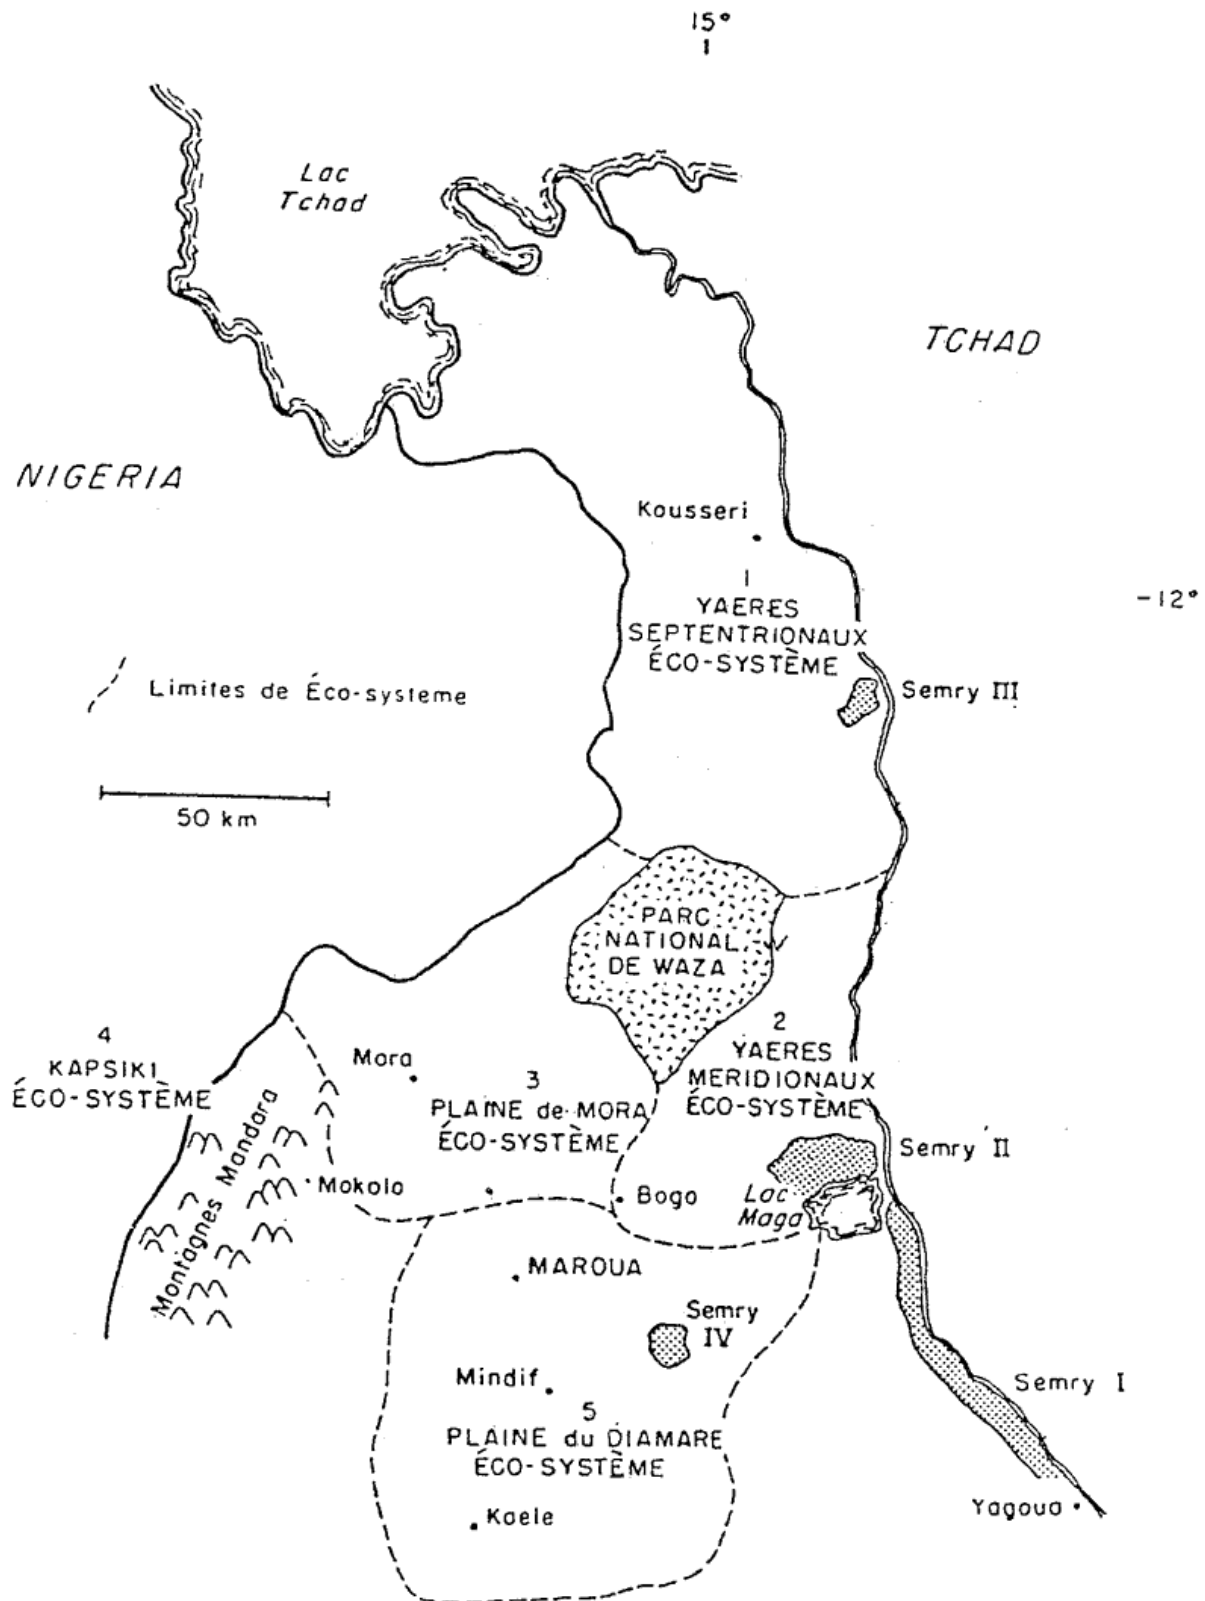 15°
Lac
Tchad
TCHAD
NIGERIA
Kousseri
1
YAERES
SEPTENTRIONAUX
ÉCO-SYSTÈME
-12°
Limites de Éco-systeme
Semry III
50 km
PARC
NATIONAL
DE WAZA
2
YAERES
MERIDIONAUX
ÉCO-SYSTÈME
4
KAPSIKI
ÉCO-SYSTÈME
Mora
3
PLAINE de MORA
ÉCO-SYSTÈME
Montagnes Mandara
Semry II
Mokolo
Bogo
Lac
Maga
MAROUA
Semry
IV
Mindif
Semry I
5
PLAINE du DIAMARE
ÉCO-SYSTÈME
Kaele
Yagoua